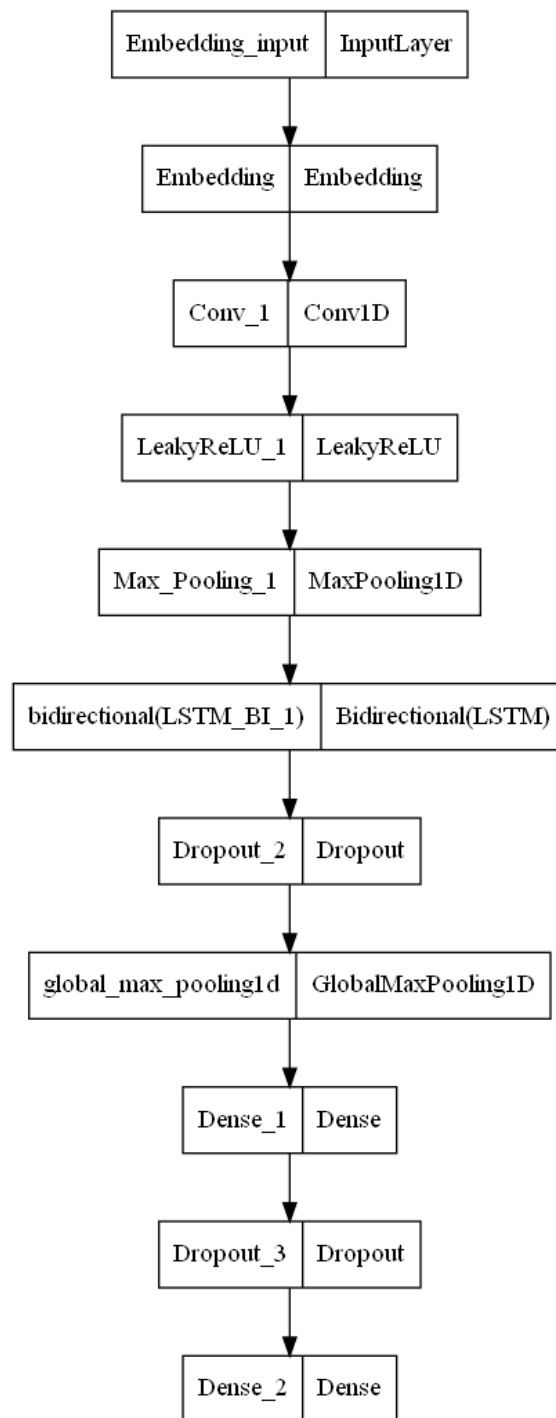 Embedding_input InputLayer
Embedding Embedding
Conv_1 Conv1D
LeakyReLU_1 LeakyReLU
Max_Pooling_1 MaxPooling1D
bidirectional(LSTM_BI_1) Bidirectional(LSTM)
Dropout_2 Dropout
global_max_pooling1d GlobalMaxPooling1D
Dense_1 Dense
Dropout_3 Dropout
Dense_2 Dense